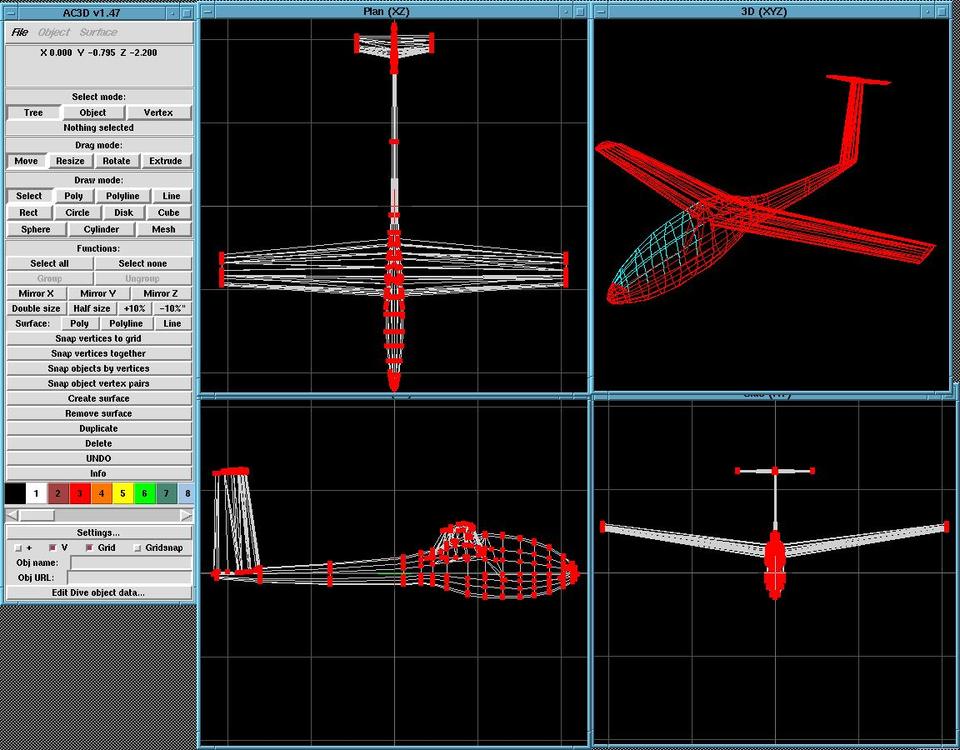 AC3D v1.47
File Object Surface
X 0.000 Y -0.795 Z -2.200
Select mode:
Tree Object Vertex
Nothing selected
Drag mode:
Move Resize Rotate Extrude
Draw mode:
Select Poly Polyline Line
Rect Circle Disk Cube
Sphere Cylinder Mesh
Functions:
Select all Select none
Group Ungroup
Mirror X Mirror Y Mirror Z
Double size Half size +10% -10%"
Surface: Poly Polyline Line
Snap vertices to grid
Snap vertices together
Snap objects by vertices
Snap object vertex pairs
Create surface
Remove surface
Duplicate
Delete
UNDO
Info
1 2 3 4 5 6 7 8
Settings...
+ V Grid Gridsnap
Obj name:
Obj URL:
Edit Dive object data...
Plan (XZ)
3D (XYZ)